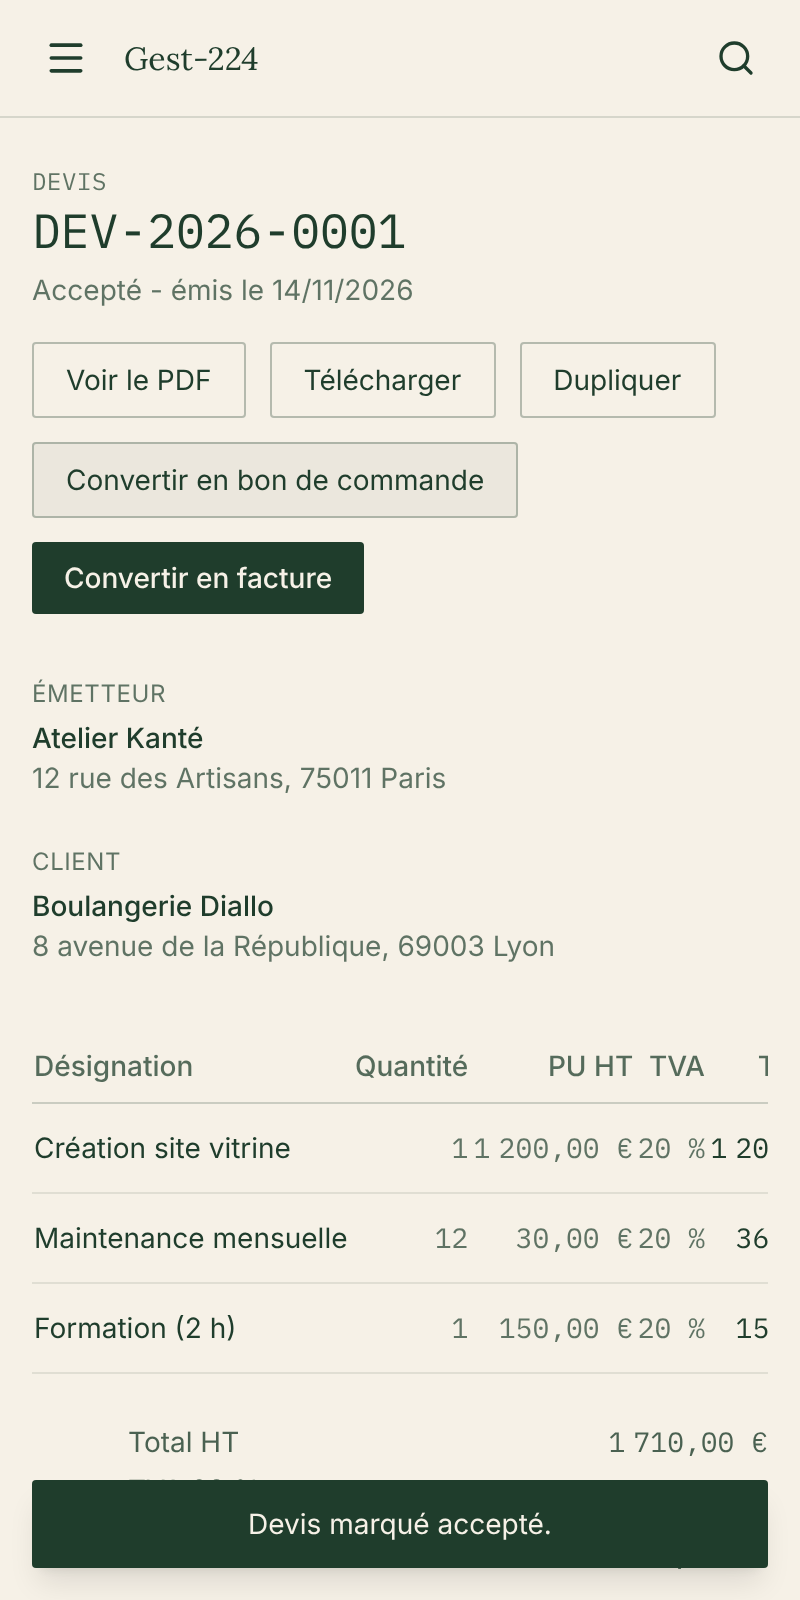 Gest-224
DEVIS
DEV-2026-0001
Accepté - émis le 14/11/2026
Voir le PDF Télécharger Dupliquer
Convertir en bon de commande
Convertir en facture
ÉMETTEUR
Atelier Kanté
12 rue des Artisans, 75011 Paris
CLIENT
Boulangerie Diallo
8 avenue de la République, 69003 Lyon
Désignation Quantité PU HT TVA
Création site vitrine 1 1 200,00 € 20 % 1 20
Maintenance mensuelle 12 30,00 € 20 % 36
Formation (2 h) 1 150,00 € 20 % 15
Total HT 1 710,00 €
Devis marqué accepté.